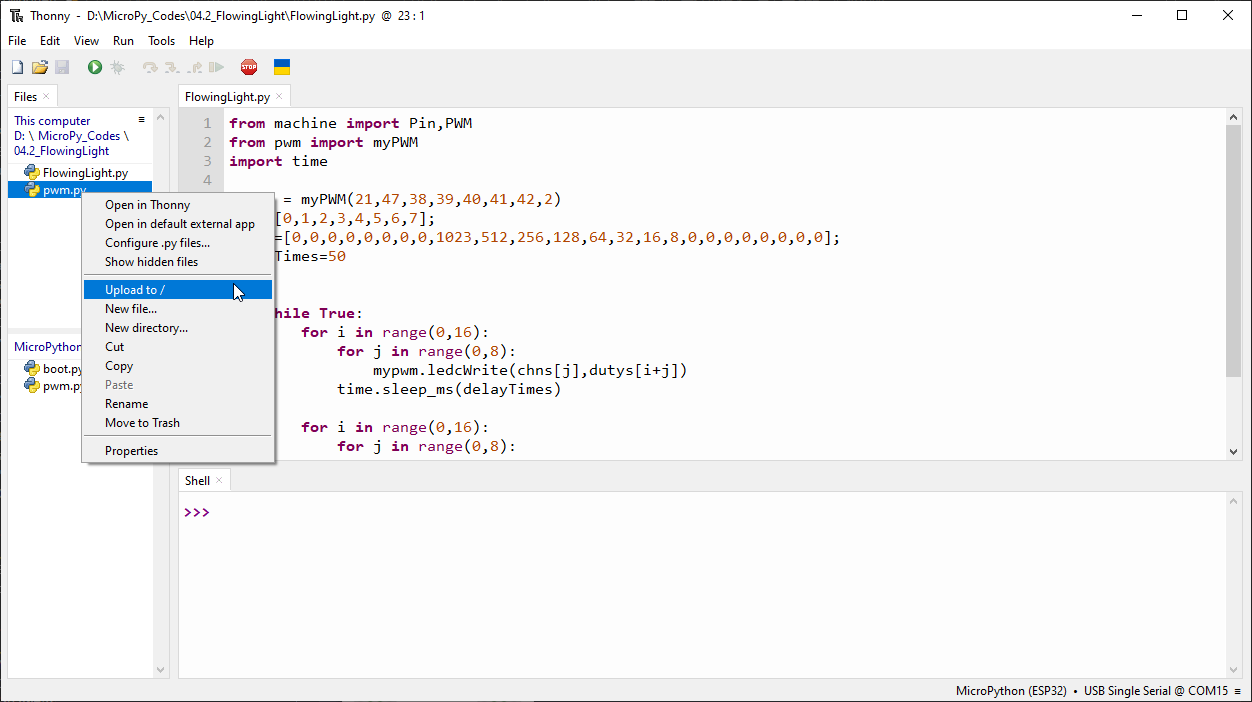 Thonny - D:\MicroPy_Codes\04.2_FlowingLight\FlowingLight.py @ 23 : 1
File Edit View Run Tools Help
STOP
Files ×
This computer ≡
D: \ MicroPy_Codes \
04.2_FlowingLight
FlowingLight.py
pwm.py
Open in Thonny
Open in default external app
Configure .py files...
Show hidden files
Upload to /
New file...
New directory...
Cut
Copy
Paste
Rename
Move to Trash
Properties
MicroPython
boot.py
pwm.py
FlowingLight.py ×
1 from machine import Pin,PWM
2 from pwm import myPWM
3 import time
4
= myPWM(21,47,38,39,40,41,42,2)
[0,1,2,3,4,5,6,7];
=[0,0,0,0,0,0,0,0,1023,512,256,128,64,32,16,8,0,0,0,0,0,0,0,0];
Times=50
hile True:
for i in range(0,16):
for j in range(0,8):
mypwm.ledcWrite(chns[j],dutys[i+j])
time.sleep_ms(delayTimes)
for i in range(0,16):
for j in range(0,8):
Shell ×
>>>
MicroPython (ESP32) • USB Single Serial @ COM15 ≡